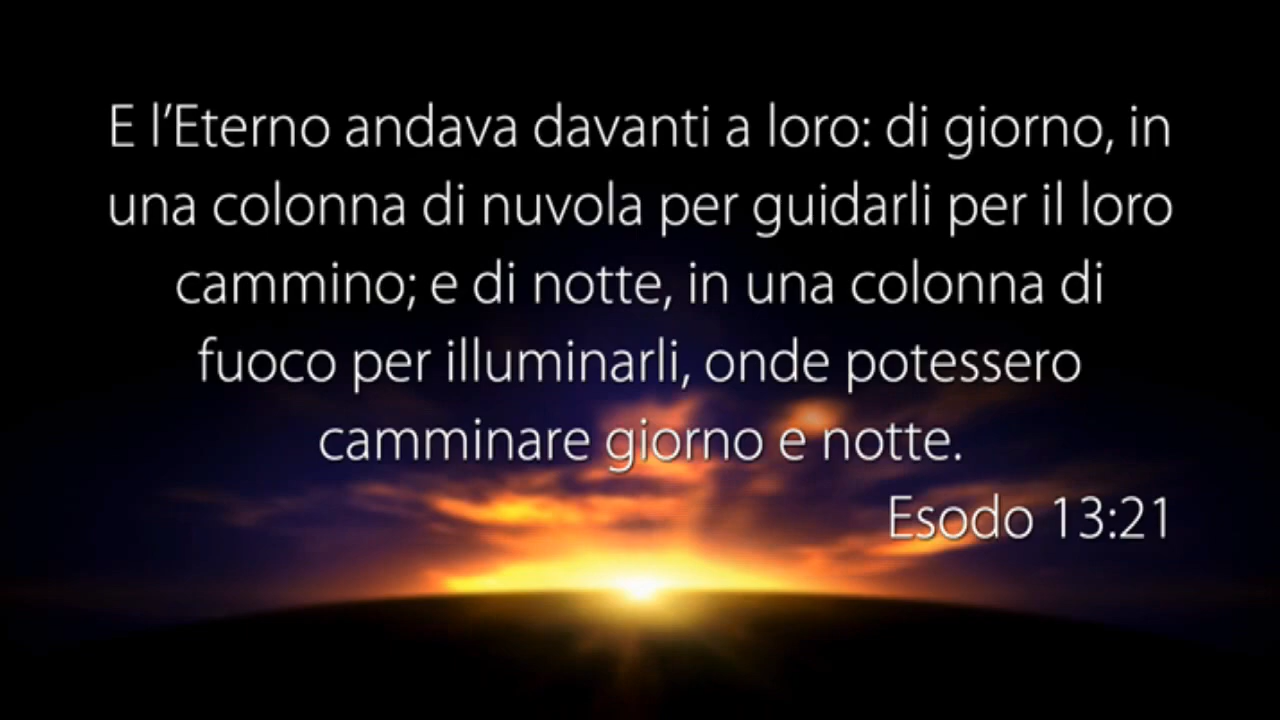 E l’Eterno andava davanti a loro: di giorno, in
una colonna di nuvola per guidarli per il loro
cammino; e di notte, in una colonna di
fuoco per illuminarli, onde potessero
camminare giorno e notte.
Esodo 13:21